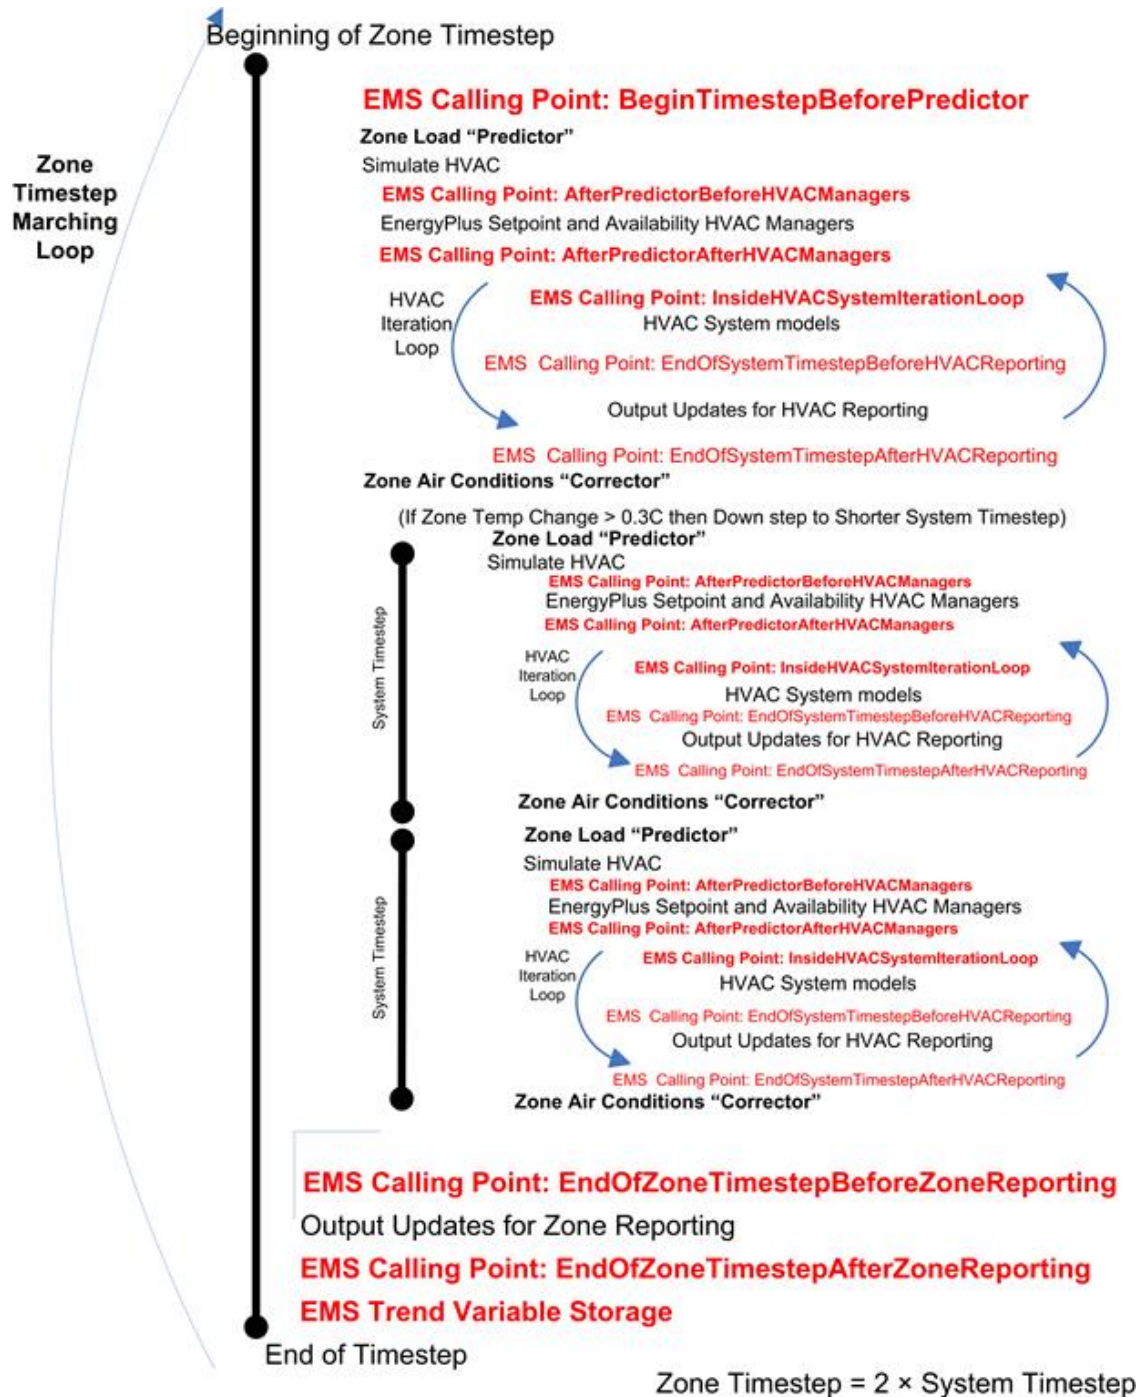 Beginning of Zone Timestep
EMS Calling Point: BeginTimestepBeforePredictor
Zone Load “Predictor”
Simulate HVAC
Zone
Timestep
Marching
Loop
EMS Calling Point: AfterPredictorBeforeHVACManagers
EnergyPlus Setpoint and Availability HVAC Managers
EMS Calling Point: AfterPredictorAfterHVACManagers
HVAC
Iteration
Loop
EMS Calling Point: InsideHVACSystemIterationLoop
HVAC System models
EMS Calling Point: EndOfSystemTimestepBeforeHVACReporting
Output Updates for HVAC Reporting
EMS Calling Point: EndOfSystemTimestepAfterHVACReporting
Zone Air Conditions “Corrector”
(If Zone Temp Change > 0.3C then Down step to Shorter System Timestep)
Zone Load “Predictor”
Simulate HVAC
EMS Calling Point: AfterPredictorBeforeHVACManagers
EnergyPlus Setpoint and Availability HVAC Managers
EMS Calling Point: AfterPredictorAfterHVACManagers
System Timestep
HVAC
Iteration
Loop
EMS Calling Point: InsideHVACSystemIterationLoop
HVAC System models
EMS Calling Point: EndOfSystemTimestepBeforeHVACReporting
Output Updates for HVAC Reporting
EMS Calling Point: EndOfSystemTimestepAfterHVACReporting
Zone Air Conditions “Corrector”
Zone Load “Predictor”
Simulate HVAC
EMS Calling Point: AfterPredictorBeforeHVACManagers
EnergyPlus Setpoint and Availability HVAC Managers
EMS Calling Point: AfterPredictorAfterHVACManagers
System Timestep
HVAC
Iteration
Loop
EMS Calling Point: InsideHVACSystemIterationLoop
HVAC System models
EMS Calling Point: EndOfSystemTimestepBeforeHVACReporting
Output Updates for HVAC Reporting
EMS Calling Point: EndOfSystemTimestepAfterHVACReporting
Zone Air Conditions “Corrector”
EMS Calling Point: EndOfZoneTimestepBeforeZoneReporting
Output Updates for Zone Reporting
EMS Calling Point: EndOfZoneTimestepAfterZoneReporting
EMS Trend Variable Storage
End of Timestep
Zone Timestep = 2 × System Timestep